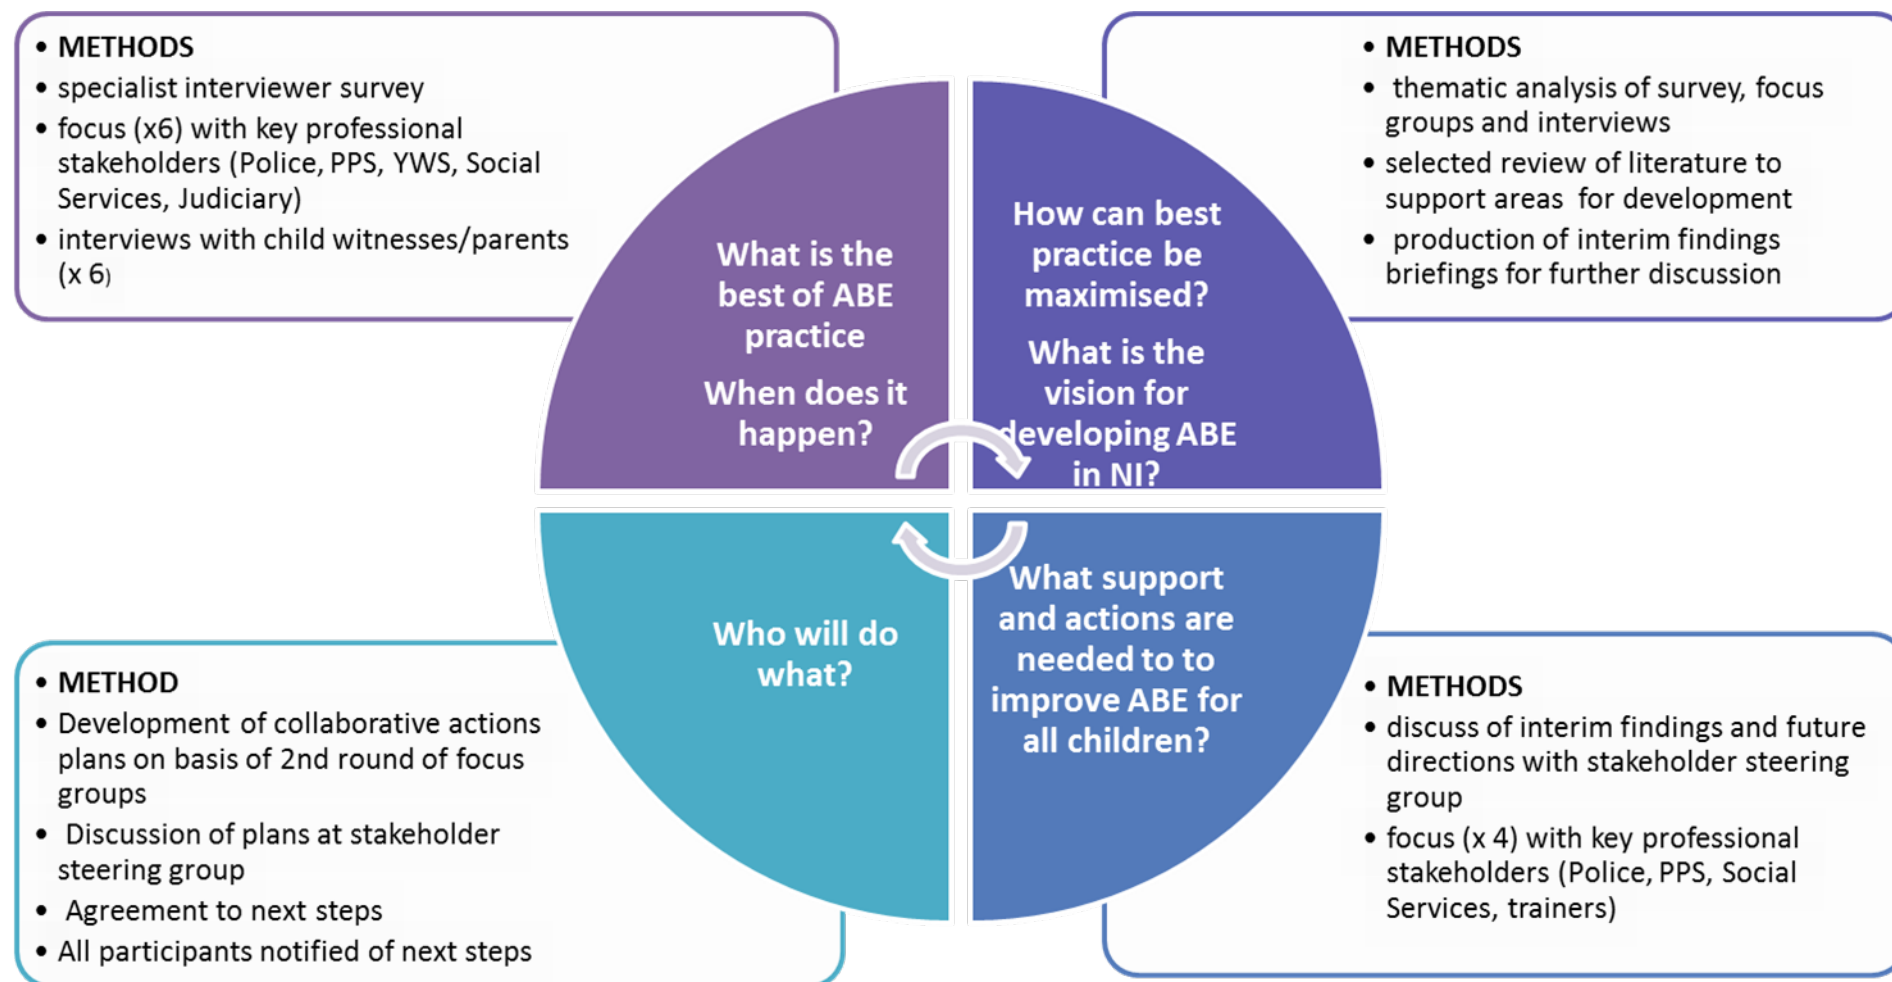 • METHODS
• specialist interviewer survey
• focus (x6) with key professional
stakeholders (Police, PPS, YWS, Social
Services, Judiciary)
• interviews with child witnesses/parents
(x 6)
What is the
best of ABE
practice
When does it
happen?
How can best
practice be
maximised?
What is the
vision for
developing ABE
in NI?
• METHODS
• thematic analysis of survey, focus
groups and interviews
• selected review of literature to
support areas for development
• production of interim findings
briefings for further discussion
• METHOD
• Development of collaborative actions
plans on basis of 2nd round of focus
groups
• Discussion of plans at stakeholder
steering group
• Agreement to next steps
• All participants notified of next steps
Who will do
what?
What support
and actions are
needed to to
improve ABE for
all children?
• METHODS
• discuss of interim findings and future
directions with stakeholder steering
group
• focus (x 4) with key professional
stakeholders (Police, PPS, Social
Services, trainers)